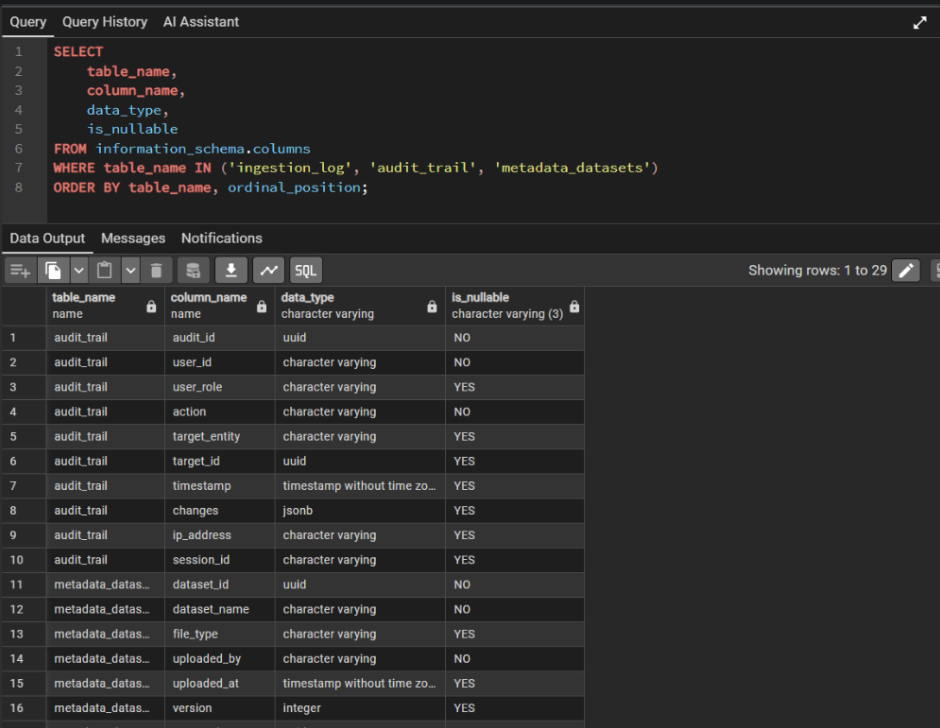 Query Query History AI Assistant
1 SELECT
2 table_name,
3 column_name,
4 data_type,
5 is_nullable
6 FROM information_schema.columns
7 WHERE table_name IN ('ingestion_log', 'audit_trail', 'metadata_datasets')
8 ORDER BY table_name, ordinal_position;
Data Output Messages Notifications
SQL Showing rows: 1 to 29
table_name column_name data_type is_nullable
name name character varying character varying (3)
1 audit_trail audit_id uuid NO
2 audit_trail user_id character varying NO
3 audit_trail user_role character varying YES
4 audit_trail action character varying NO
5 audit_trail target_entity character varying YES
6 audit_trail target_id uuid YES
7 audit_trail timestamp timestamp without time zo... YES
8 audit_trail changes jsonb YES
9 audit_trail ip_address character varying YES
10 audit_trail session_id character varying YES
11 metadata_datas... dataset_id uuid NO
12 metadata_datas... dataset_name character varying NO
13 metadata_datas... file_type character varying YES
14 metadata_datas... uploaded_by character varying NO
15 metadata_datas... uploaded_at timestamp without time zo... YES
16 metadata_datas... version integer YES